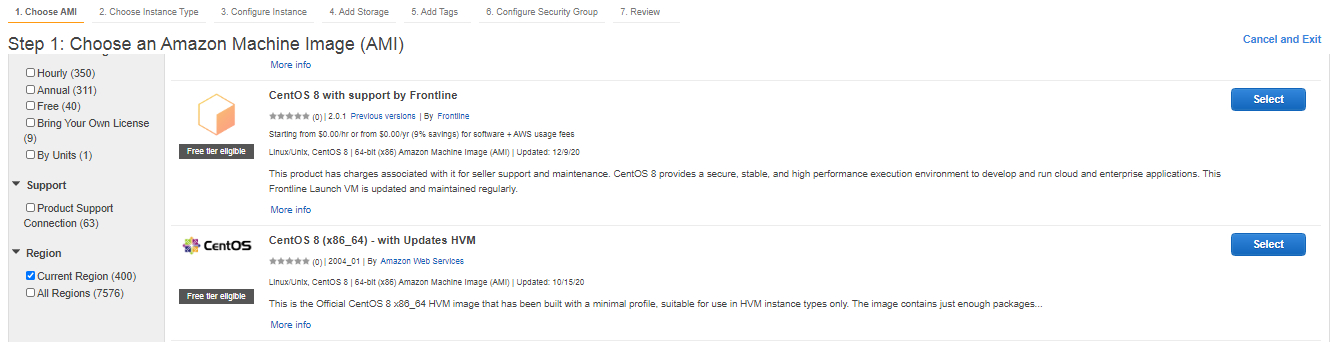 1. Choose AMI 2. Choose Instance Type 3. Configure Instance 4. Add Storage 5. Add Tags 6. Configure Security Group 7. Review
Step 1: Choose an Amazon Machine Image (AMI)
Cancel and Exit
Hourly (350)
Annual (311)
Free (40)
Bring Your Own License
(9)
By Units (1)
Support
Product Support
Connection (63)
Region
Current Region (400)
All Regions (7576)
More info
CentOS 8 with support by Frontline
Select
(0) | 2.0.1 Previous versions | By Frontline
Starting from $0.00/hr or from $0.00/yr (9% savings) for software + AWS usage fees
Free tier eligible
Linux/Unix, CentOS 8 | 64-bit (x86) Amazon Machine Image (AMI) | Updated: 12/9/20
This product has charges associated with it for seller support and maintenance. CentOS 8 provides a secure, stable, and high performance execution environment to develop and run cloud and enterprise applications. This
Frontline Launch VM is updated and maintained regularly.
More info
CentOS
CentOS 8 (x86_64) - with Updates HVM
Select
(0) | 2004_01 | By Amazon Web Services
Linux/Unix, CentOS 8 | 64-bit (x86) Amazon Machine Image (AMI) | Updated: 10/15/20
Free tier eligible
This is the Official CentOS 8 x86_64 HVM image that has been built with a minimal profile, suitable for use in HVM instance types only. The image contains just enough packages...
More info